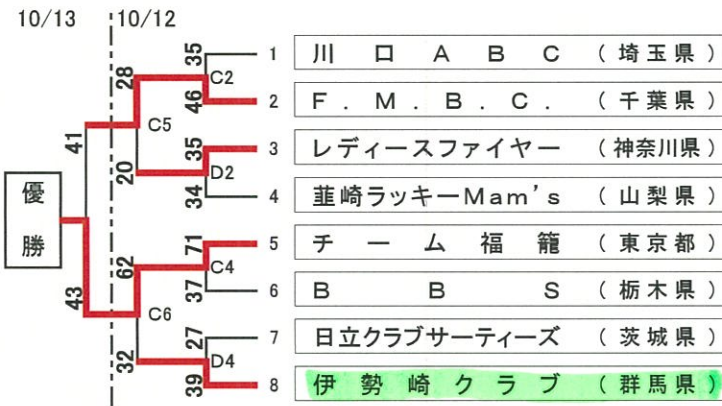 10/13 10/12
35 1 川口ABC (埼玉県)
28 C2
46 2 F.M.B.C. (千葉県)
41 C5
35 3 レディースファイヤー (神奈川県)
20 D2
34 4 韮崎ラッキーMam's (山梨県)
優勝
71 5 チーム福籠 (東京都)
62 C4
37 6 BBS (栃木県)
43 C6
27 7 日立クラブサーティーズ (茨城県)
32 D4
39 8 伊勢崎クラブ (群馬県)